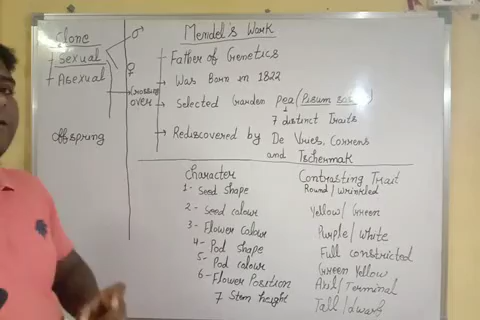 Clone
Sexual
Asexual
Offspring
♂
♀
Crossing
over
Mendel's Work
Father of Genetics
Was Born in 1822
Selected Garden pea (Pisum
7 distinct Traits
Rediscovered by De Vries, Correns
and Tschermak
Character Contrasting Trait
1- Seed shape Round/Wrinkled
2- Seed colour Yellow/Green
3- Flower colour Purple/White
4- Pod shape Full constricted
5- Pod colour Green Yellow
6- Flower Position /Terminal
7 Stem height Tall/dwarf